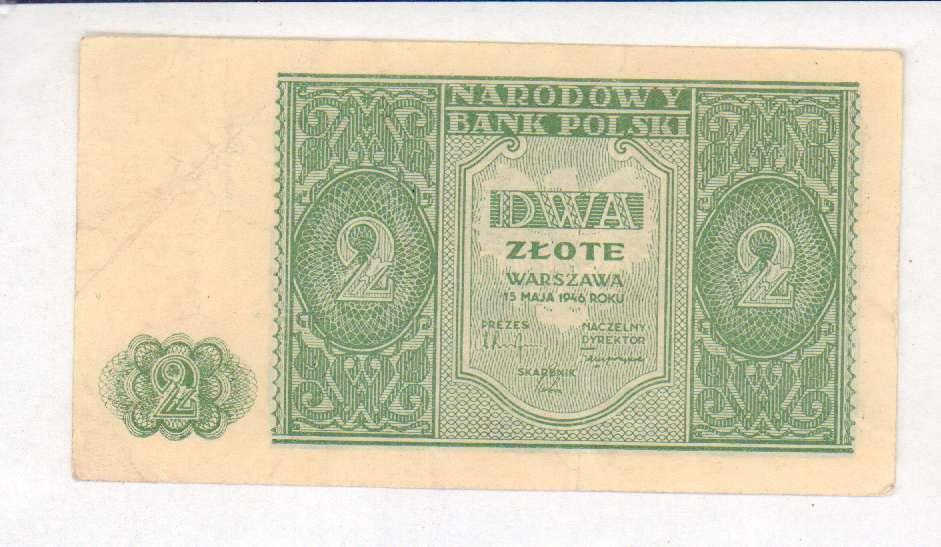 NARODOWY
BANK POLSKI
DWA
ZŁOTE
WARSZAWA
15 MAJA 1946 ROKU
PREZES
NACZELNY
DYREKTOR
SKARBNIK
2
2
2